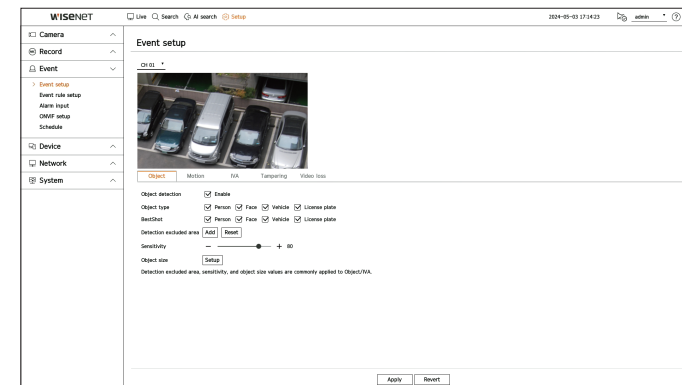 WISENET
Live Search AI search Setup 2024-05-03 17:14:23 admin ?
Camera
Record
Event
> Event setup
Event rule setup
Alarm input
ONVIF setup
Schedule
Device
Network
System
Event setup
CH 01
Object Motion IVA Tampering Video loss
Object detection Enable
Object type Person Face Vehicle License plate
BestShot Person Face Vehicle License plate
Detection excluded area Add Reset
Sensitivity − + 80
Object size Setup
Detection excluded area, sensitivity, and object size values are commonly applied to Object/IVA.
Apply Revert